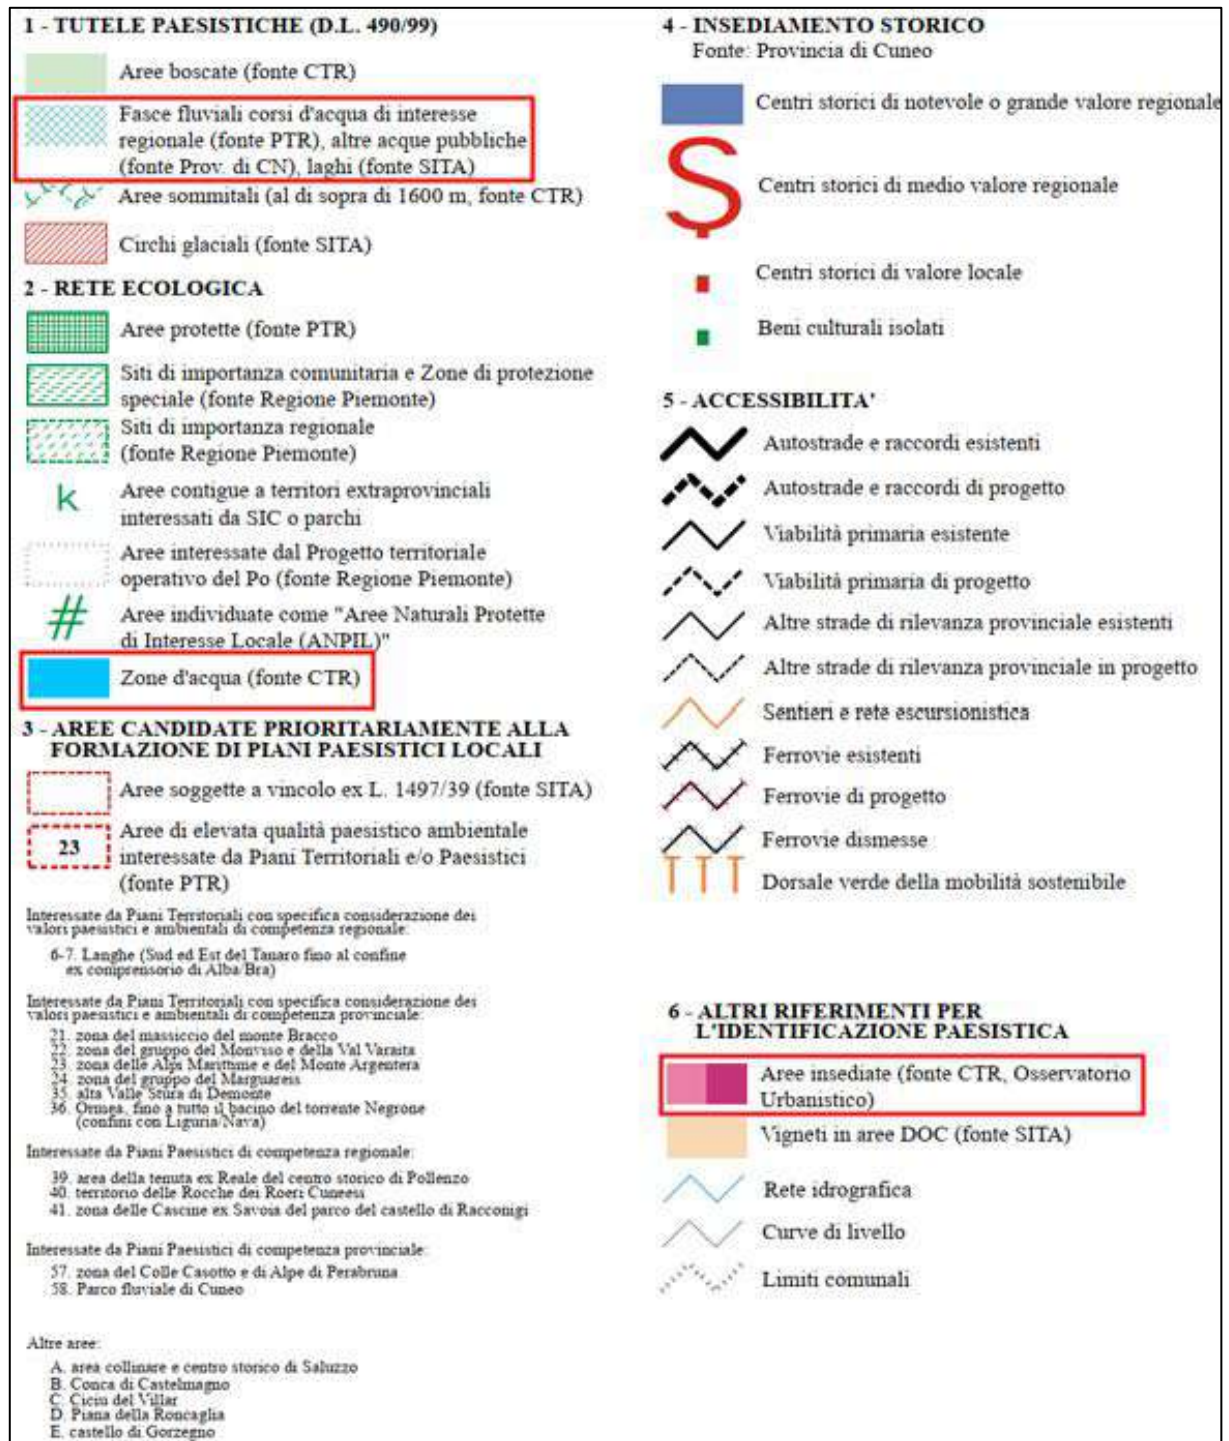 1 - TUTELE PAESISTICHE (D.L. 490/99)
Aree boscate (fonte CTR)
Fasce fluviali corsi d'acqua di interesse
regionale (fonte PTR), altre acque pubbliche
(fonte Prov. di CN), laghi (fonte SITA)
Aree sommitali (al di sopra di 1600 m, fonte CTR)
Circhi glaciali (fonte SITA)
2 - RETE ECOLOGICA
Aree protette (fonte PTR)
Siti di importanza comunitaria e Zone di protezione
speciale (fonte Regione Piemonte)
Siti di importanza regionale
(fonte Regione Piemonte)
k
Aree contigue a territori extraprovinciali
interessati da SIC o parchi
Aree interessate dal Progetto territoriale
operativo del Po (fonte Regione Piemonte)
#
Aree individuate come "Aree Naturali Protette
di Interesse Locale (ANPIL)"
Zone d'acqua (fonte CTR)
3 - AREE CANDIDATE PRIORITARIAMENTE ALLA
FORMAZIONE DI PIANI PAESISTICI LOCALI
Aree soggette a vincolo ex L. 1497/39 (fonte SITA)
23
Aree di elevata qualità paesistico ambientale
interessate da Piani Territoriali e/o Paesistici
(fonte PTR)
Interessate da Piani Territoriali con specifica considerazione dei
valori paesistici e ambientali di competenza regionale:
6-7. Langhe (Sud ed Est del Tanaro fino al confine
ex comprensorio di Alba/Bra)
Interessate da Piani Territoriali con specifica considerazione dei
valori paesistici e ambientali di competenza provinciale:
21. zona del massiccio del monte Bracco
22. zona del gruppo del Monviso e della Val Varaita
23. zona delle Alpi Marittime e del Monte Argentera
24. zona del gruppo del Marguareis
35. alta Valle Stura di Demonte
36. Ormea, fino a tutto il bacino del torrente Negrone
(confini con Liguria/Nava)
Interessate da Piani Paesistici di competenza regionale:
39. area della tenuta ex Reale del centro storico di Pollenzo
40. territorio delle Rocche dei Roeri Cuneesi
41. zona delle Cascine ex Savoia del parco del castello di Racconigi
Interessate da Piani Paesistici di competenza provinciale:
57. zona del Colle Casotto e di Alpe di Perabruna
58. Parco fluviale di Cuneo
Altre aree:
A. area collinare e centro storico di Saluzzo
B. Conca di Castelmagno
C. Ciciu del Villar
D. Piana della Roncaglia
E. castello di Gorzegno
4 - INSEDIAMENTO STORICO
Fonte: Provincia di Cuneo
Centri storici di notevole o grande valore regionale
Ş
Centri storici di medio valore regionale
Centri storici di valore locale
Beni culturali isolati
5 - ACCESSIBILITA'
Autostrade e raccordi esistenti
Autostrade e raccordi di progetto
Viabilità primaria esistente
Viabilità primaria di progetto
Altre strade di rilevanza provinciale esistenti
Altre strade di rilevanza provinciale in progetto
Sentieri e rete escursionistica
Ferrovie esistenti
Ferrovie di progetto
Ferrovie dismesse
Dorsale verde della mobilità sostenibile
6 - ALTRI RIFERIMENTI PER
L'IDENTIFICAZIONE PAESISTICA
Aree insediate (fonte CTR, Osservatorio
Urbanistico)
Vigneti in aree DOC (fonte SITA)
Rete idrografica
Curve di livello
Limiti comunali